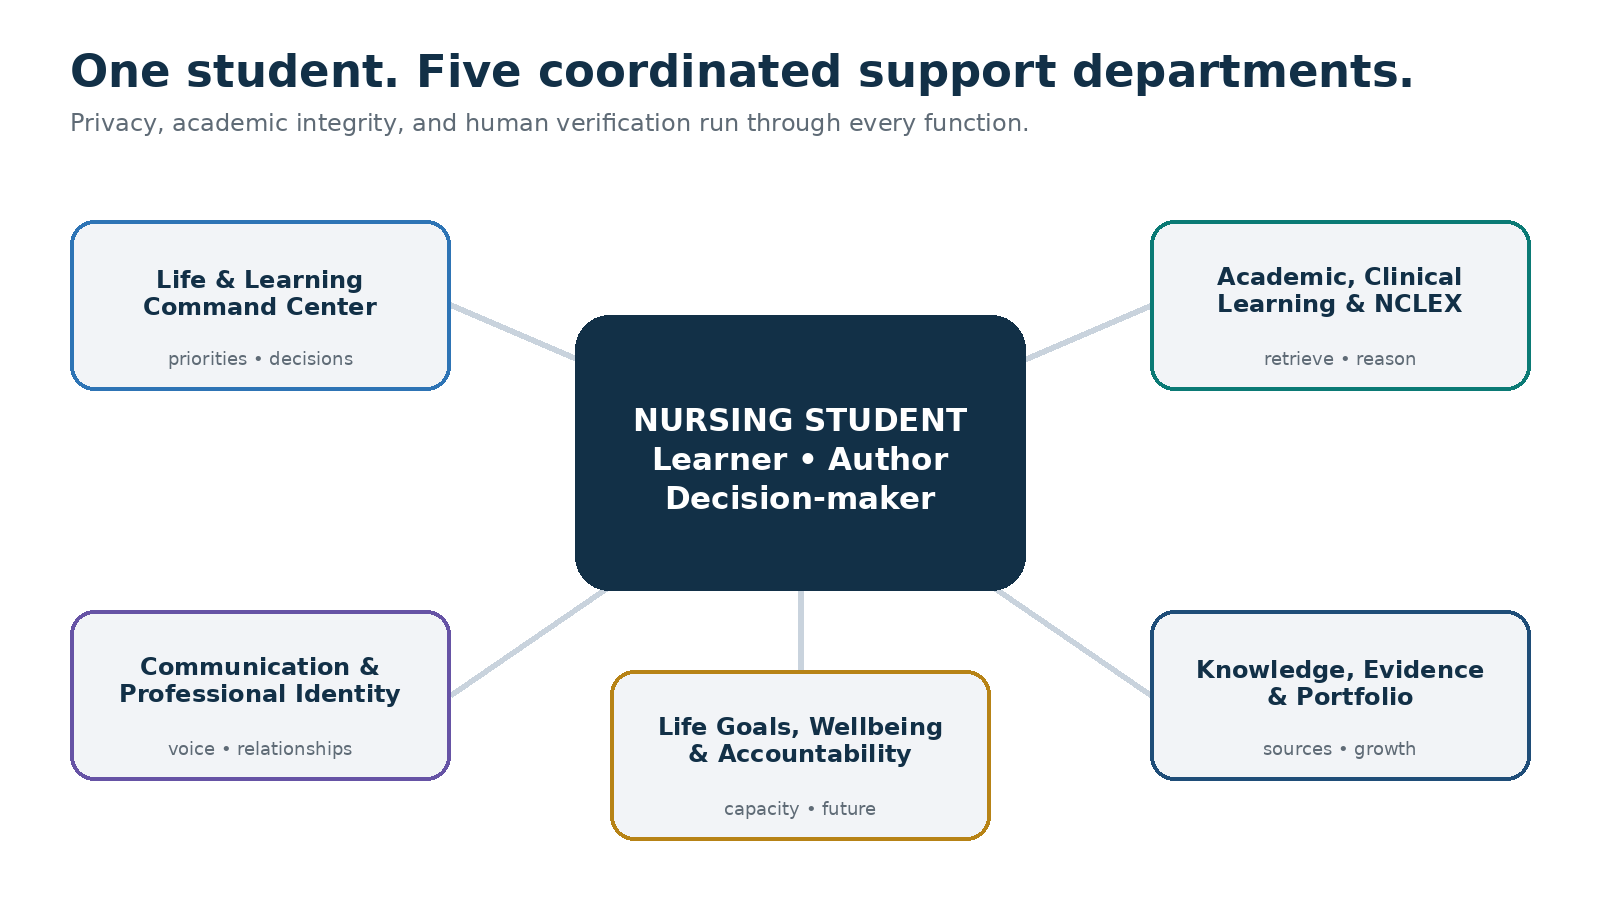 One student. Five coordinated support departments.
Privacy, academic integrity, and human verification run through every function.
Life & Learning
Command Center
priorities • decisions
Academic, Clinical
Learning & NCLEX
retrieve • reason
NURSING STUDENT
Learner • Author
Decision-maker
Communication &
Professional Identity
voice • relationships
Life Goals, Wellbeing
& Accountability
capacity • future
Knowledge, Evidence
& Portfolio
sources • growth